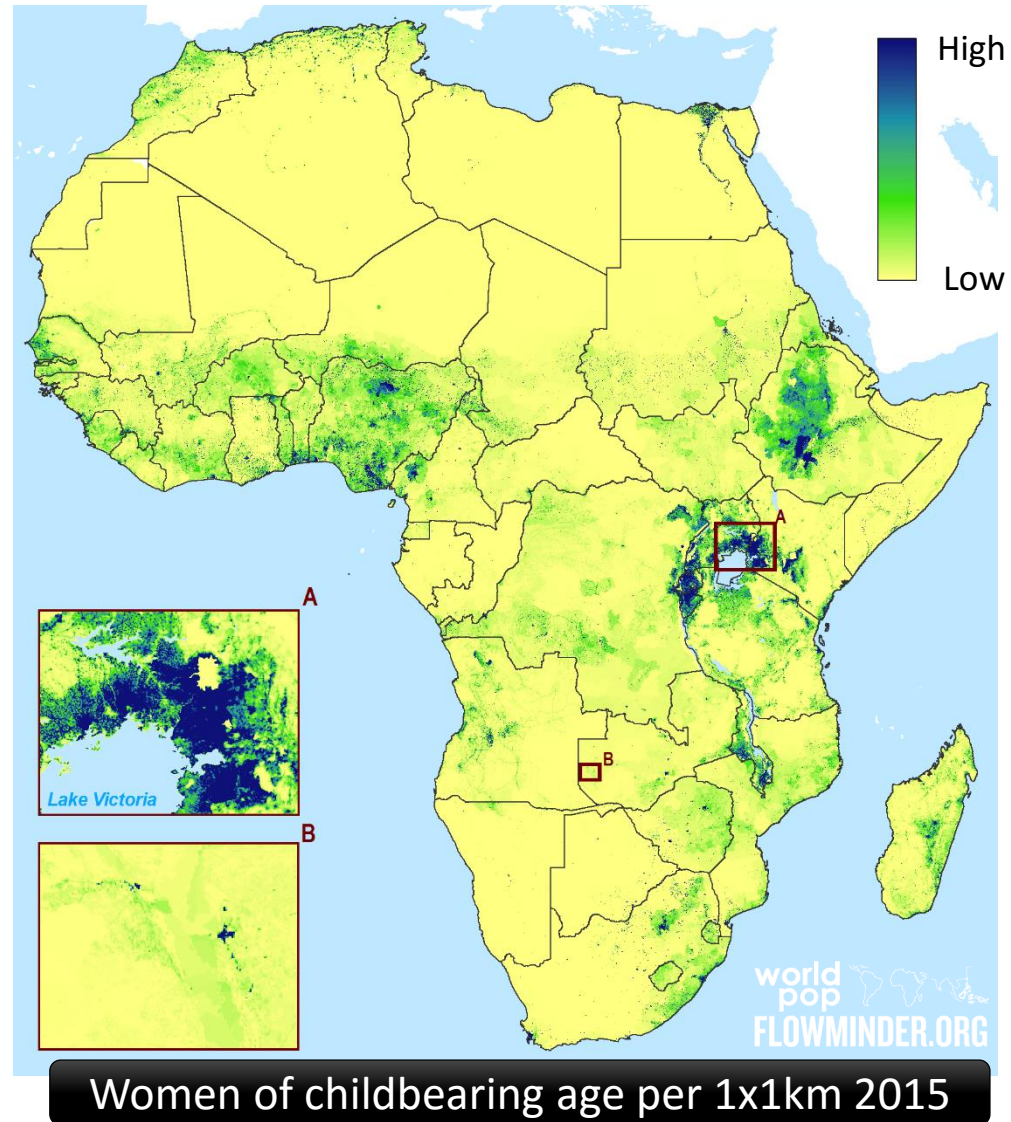 High
Low
A
B
A
Lake Victoria
B
world
pop
FLOWMINDER.ORG
Women of childbearing age per 1x1km 2015